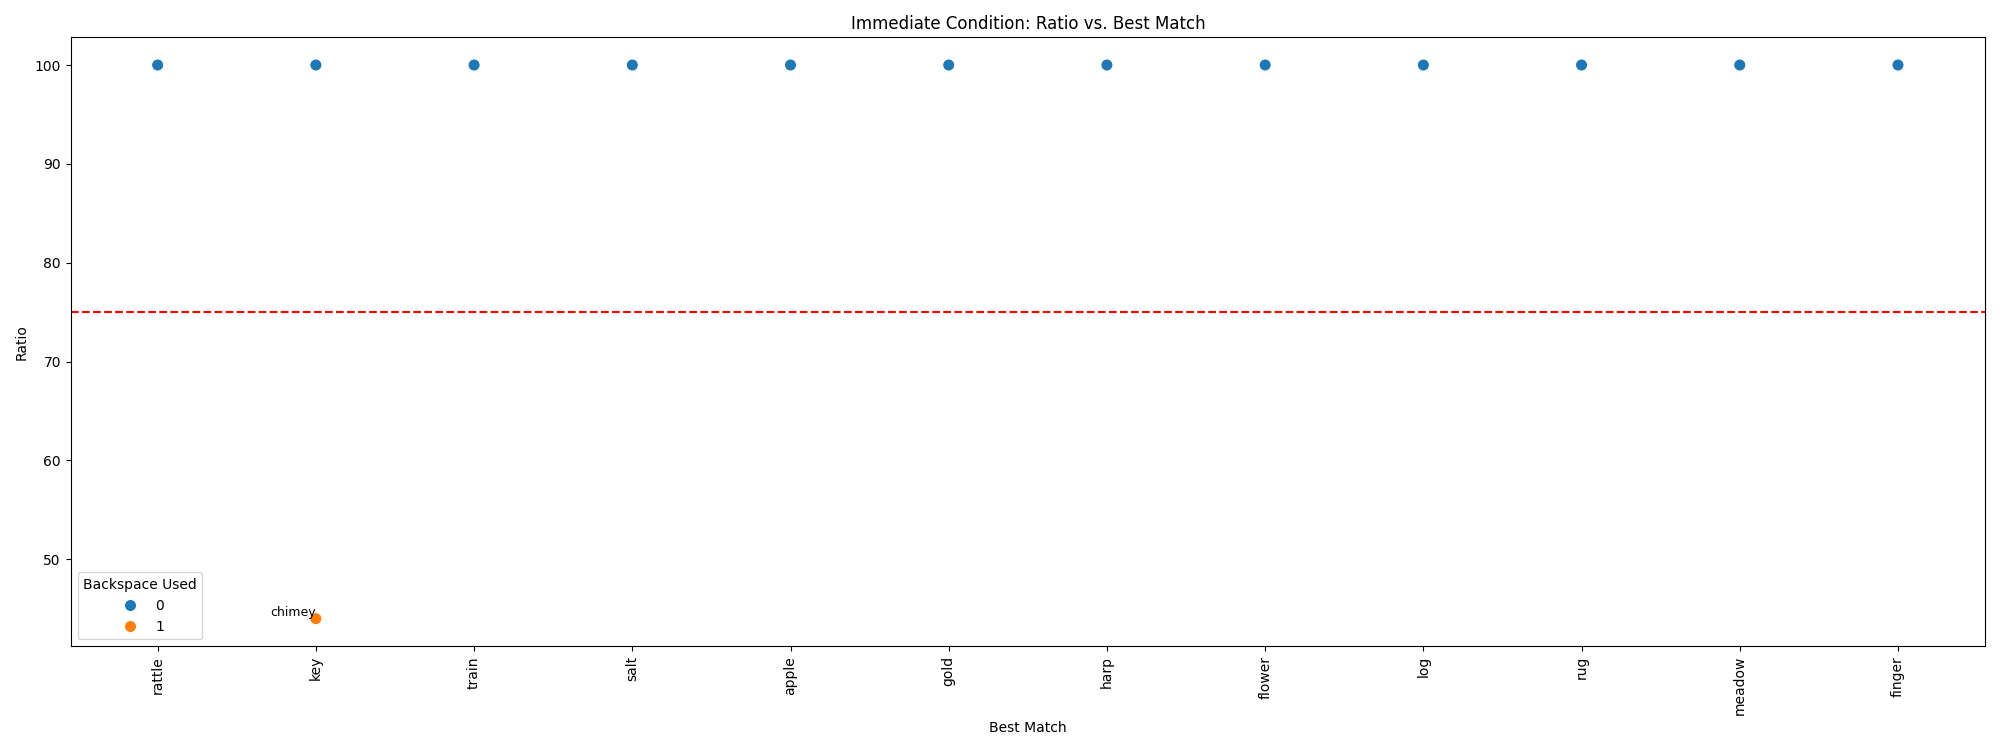 Immediate Condition: Ratio vs. Best Match
100
90
80
70
60
50
Ratio
chimey
Backspace Used
0
1
rattle
key
train
salt
apple
gold
harp
flower
log
rug
meadow
finger
Best Match